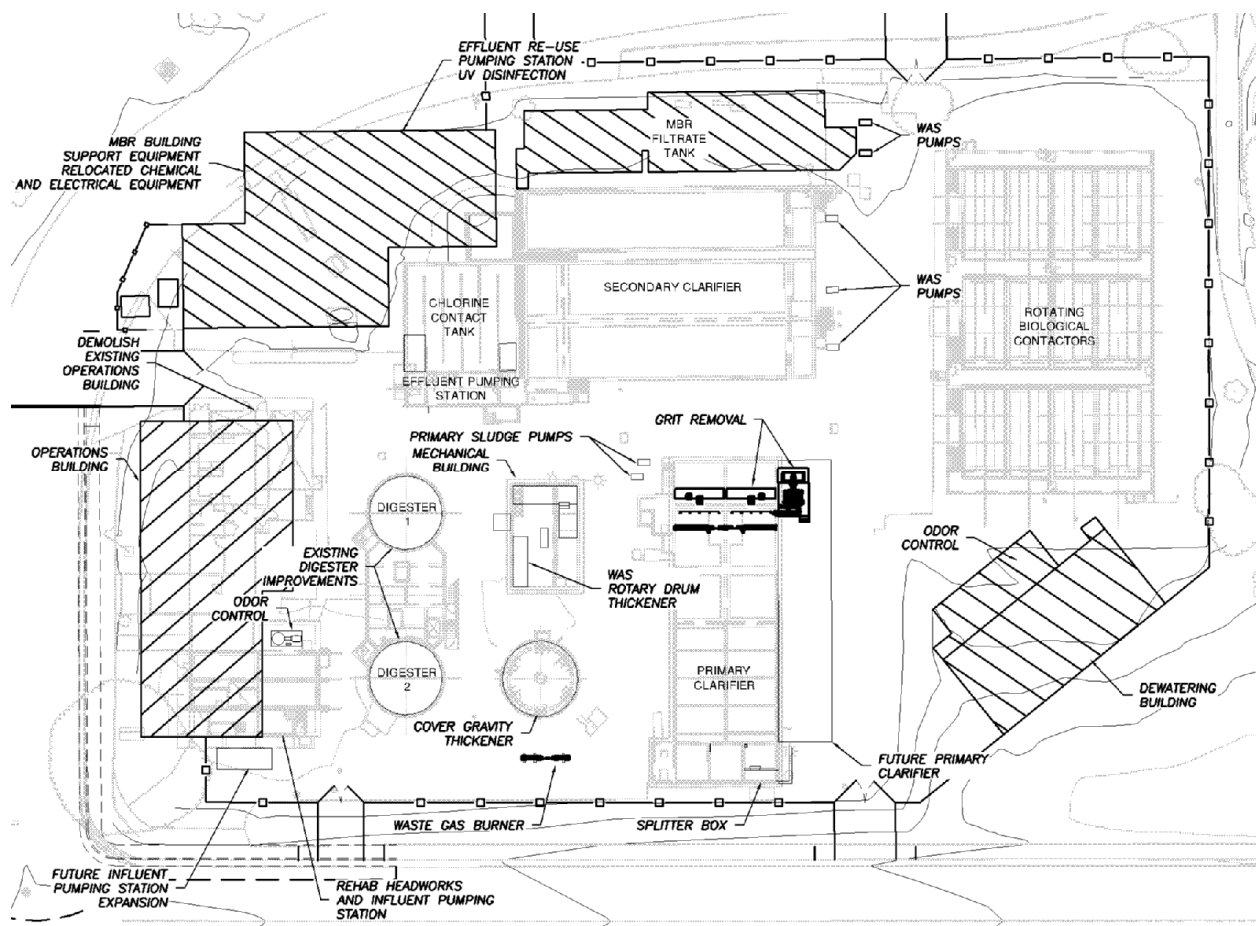 EFFLUENT RE-USE
PUMPING STATION
UV DISINFECTION
MBR BUILDING
SUPPORT EQUIPMENT
RELOCATED CHEMICAL
AND ELECTRICAL EQUIPMENT
MBR
FILTRATE
TANK
WAS
PUMPS
SECONDARY CLARIFIER
WAS
PUMPS
CHLORINE
CONTACT
TANK
ROTATING
BIOLOGICAL
CONTACTORS
DEMOLISH
EXISTING
OPERATIONS
BUILDING
EFFLUENT PUMPING
STATION
GRIT REMOVAL
PRIMARY SLUDGE PUMPS
MECHANICAL
BUILDING
OPERATIONS
BUILDING
DIGESTER
1
ODOR
CONTROL
EXISTING
DIGESTER
IMPROVEMENTS
WAS
ROTARY DRUM
THICKENER
ODOR
CONTROL
DIGESTER
2
PRIMARY
CLARIFIER
DEWATERING
BUILDING
COVER GRAVITY
THICKENER
FUTURE PRIMARY
CLARIFIER
WASTE GAS BURNER
SPLITTER BOX
FUTURE INFLUENT
PUMPING STATION
EXPANSION
REHAB HEADWORKS
AND INFLUENT PUMPING
STATION